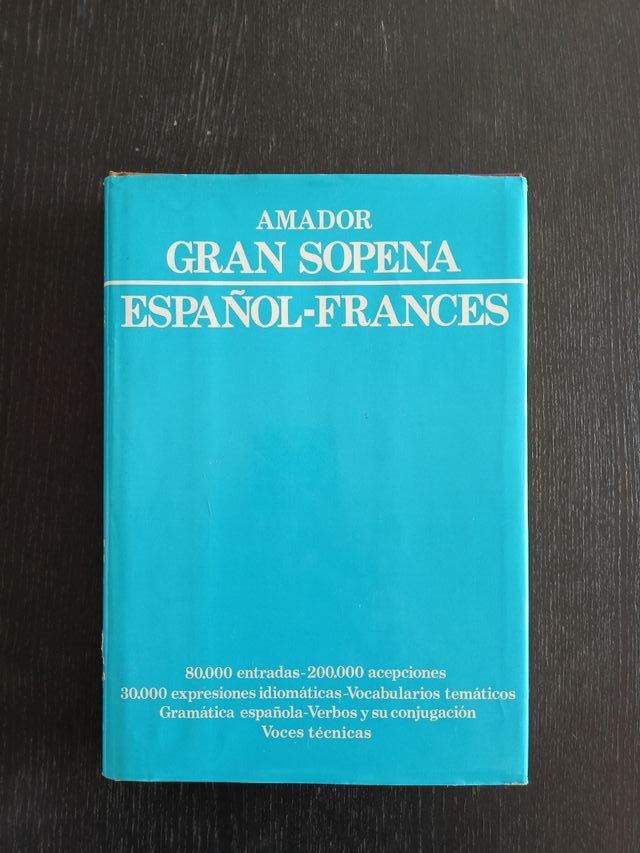 AMADOR
GRAN SOPENA
ESPAÑOL-FRANCES
80.000 entradas-200.000 acepciones
30.000 expresiones idiomáticas-Vocabularios temáticos
Gramática española-Verbos y su conjugación
Voces técnicas